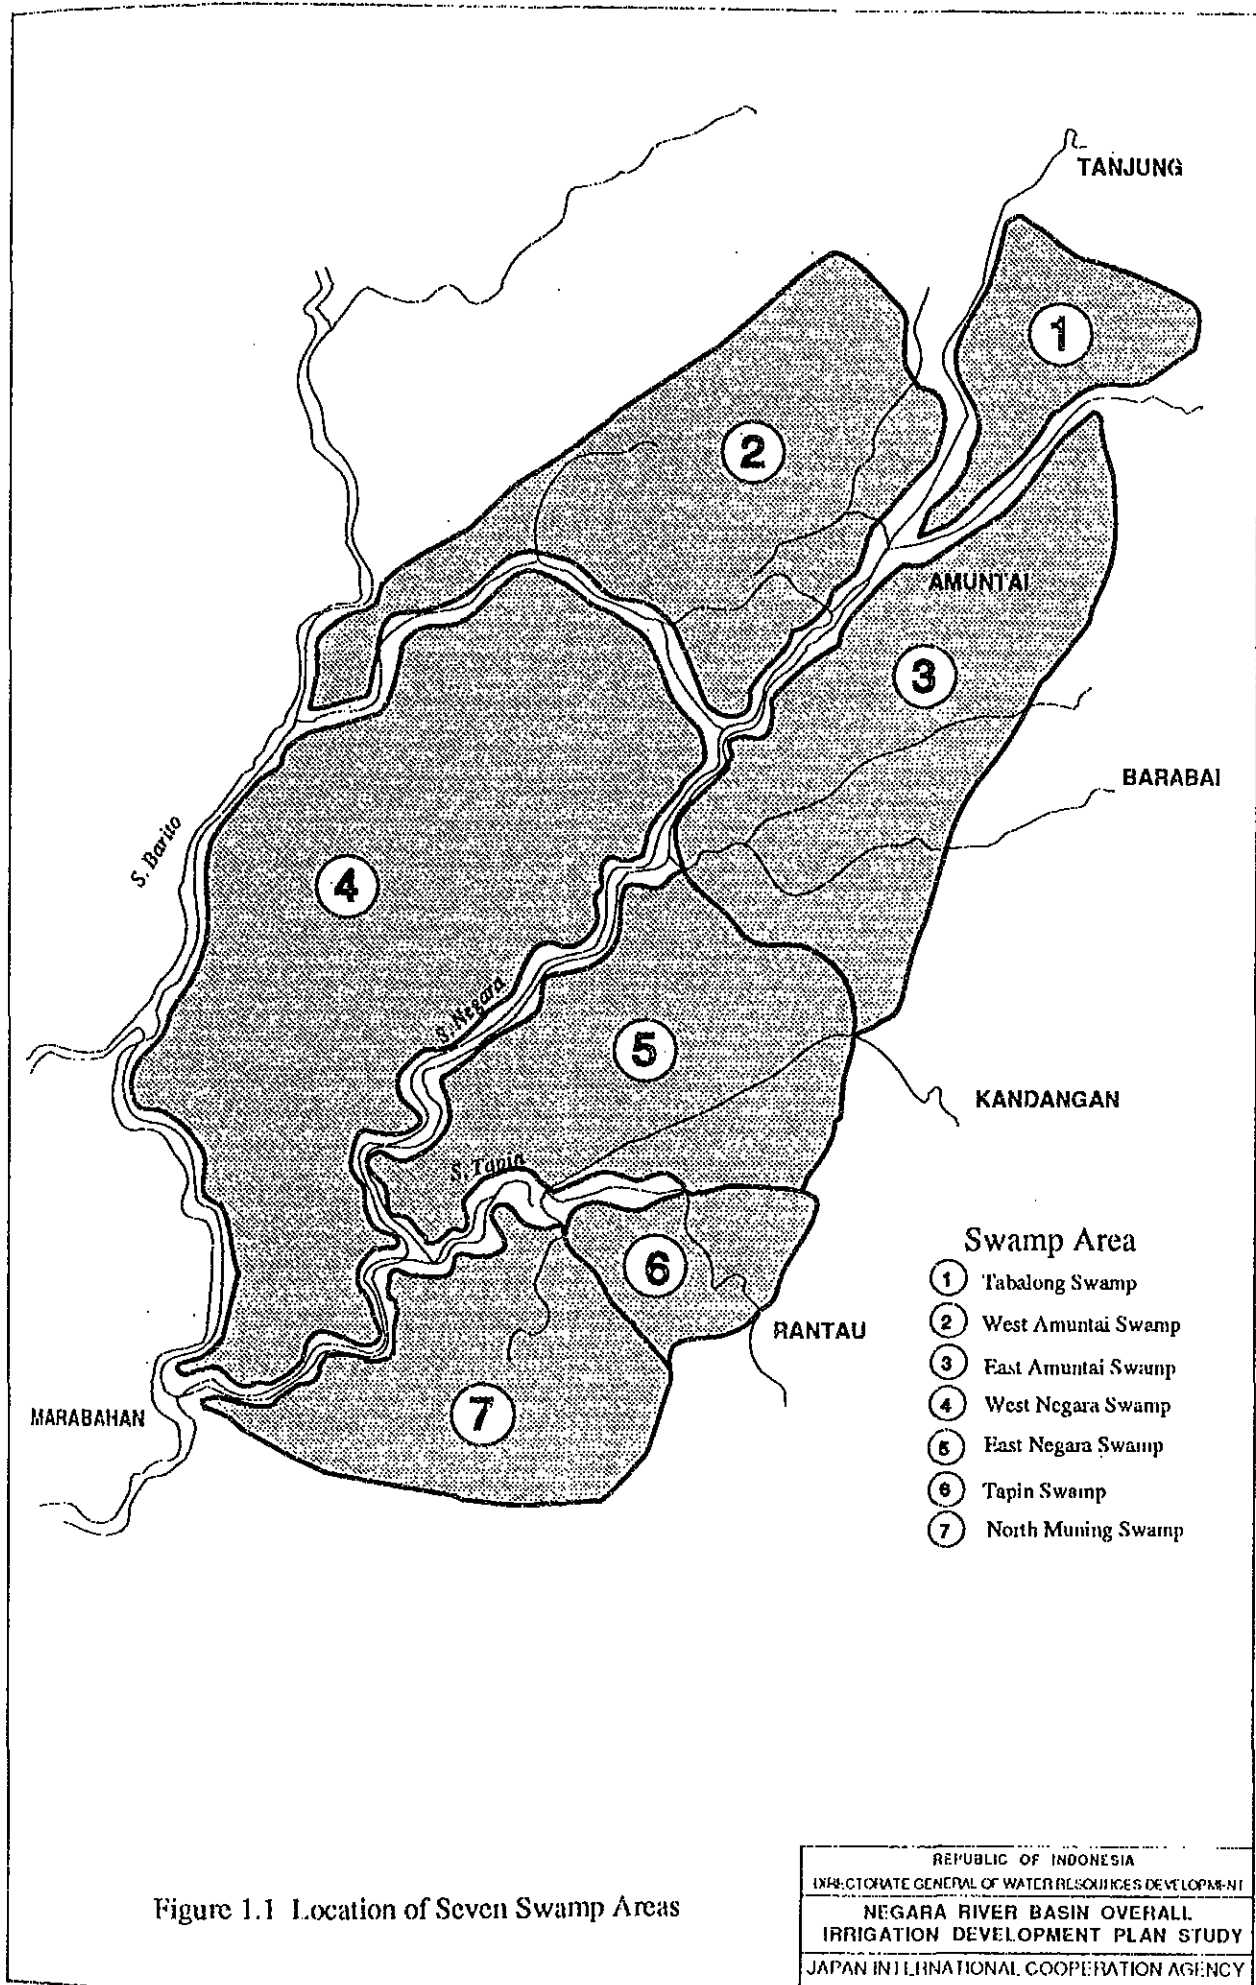 TANJUNG
1
2
AMUNTAI
3
BARABAI
S. Barito
4
S. Negara
5
KANDANGAN
S. Tapin
6
RANTAU
MARABAHAN
7
Swamp Area
1 Tabalong Swamp
2 West Amuntai Swamp
3 East Amuntai Swamp
4 West Negara Swamp
5 East Negara Swamp
6 Tapin Swamp
7 North Muning Swamp
Figure 1.1 Location of Seven Swamp Areas
REPUBLIC OF INDONESIA
DIRECTORATE GENERAL OF WATER RESOURCES DEVELOPMENT
NEGARA RIVER BASIN OVERALL
IRRIGATION DEVELOPMENT PLAN STUDY
JAPAN INTERNATIONAL COOPERATION AGENCY